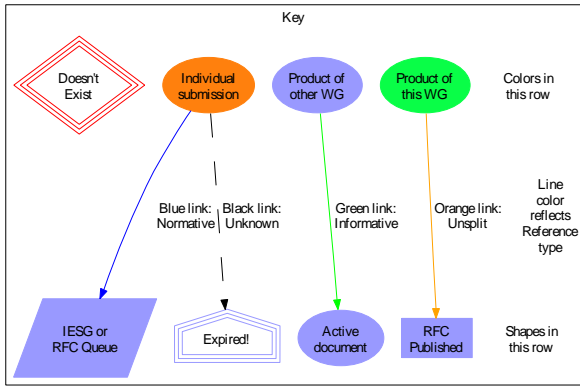 Key
Doesn't
Exist
Individual
submission
Product of
other WG
Product of
this WG
Colors in
this row
Blue link:
Normative
Black link:
Unknown
Green link:
Informative
Orange link:
Unsplit
Line
color
reflects
Reference
type
IESG or
RFC Queue
Expired!
Active
document
RFC
Published
Shapes in
this row